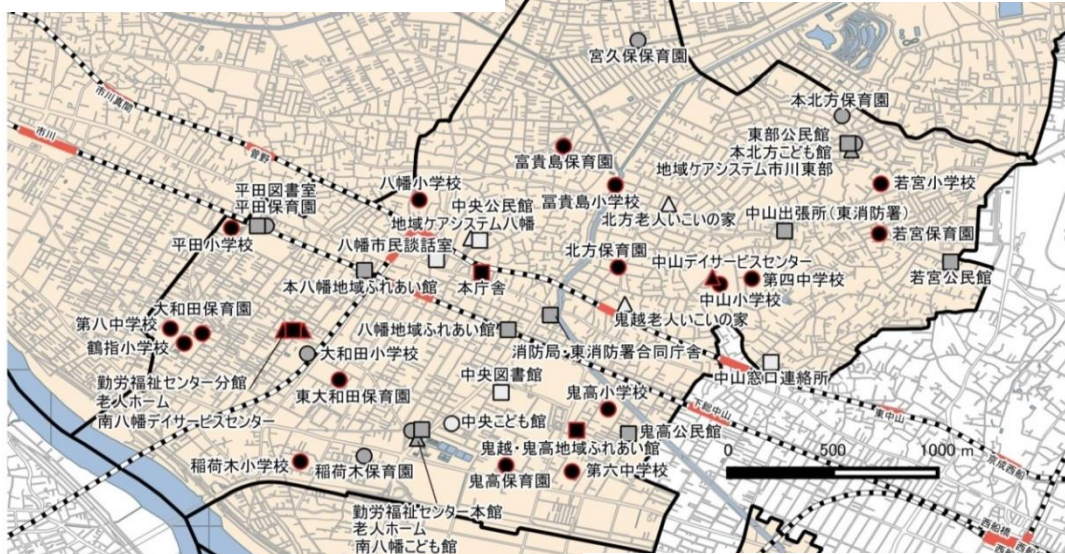 宮久保保育園
本北方保育園
市川真間
東部公民館
本北方こども館
地域ケアシステム市川東部
市川
菅野
富貴島保育園
平田図書室
平田保育園
八幡小学校
中央公民館
地域ケアシステム八幡
冨貴島小学校
若宮小学校
北方老人いこいの家
中山出張所(東消防署)
平田小学校
八幡市民談話室
北方保育園
若宮保育園
中山デイサービスセンター
若宮公民館
本八幡地域ふれあい館
本庁舎
第四中学校
中山小学校
大和田保育園
第八中学校
鶴指小学校
鬼越老人いこいの家
八幡地域ふれあい館
消防局・東消防署合同庁舎
大和田小学校
中山窓口連絡所
勤労福祉センター分館
老人ホーム
南八幡デイサービスセンター
東大和田保育園
中央図書館
鬼高小学校
下総中山
東中山
中央こども館
鬼高公民館
鬼越・鬼高地域ふれあい館
京成西船
稲荷木小学校
稲荷木保育園
鬼高保育園
第六中学校
0
500
1000 m
勤労福祉センター本館
老人ホーム
南八幡こども館
西船橋